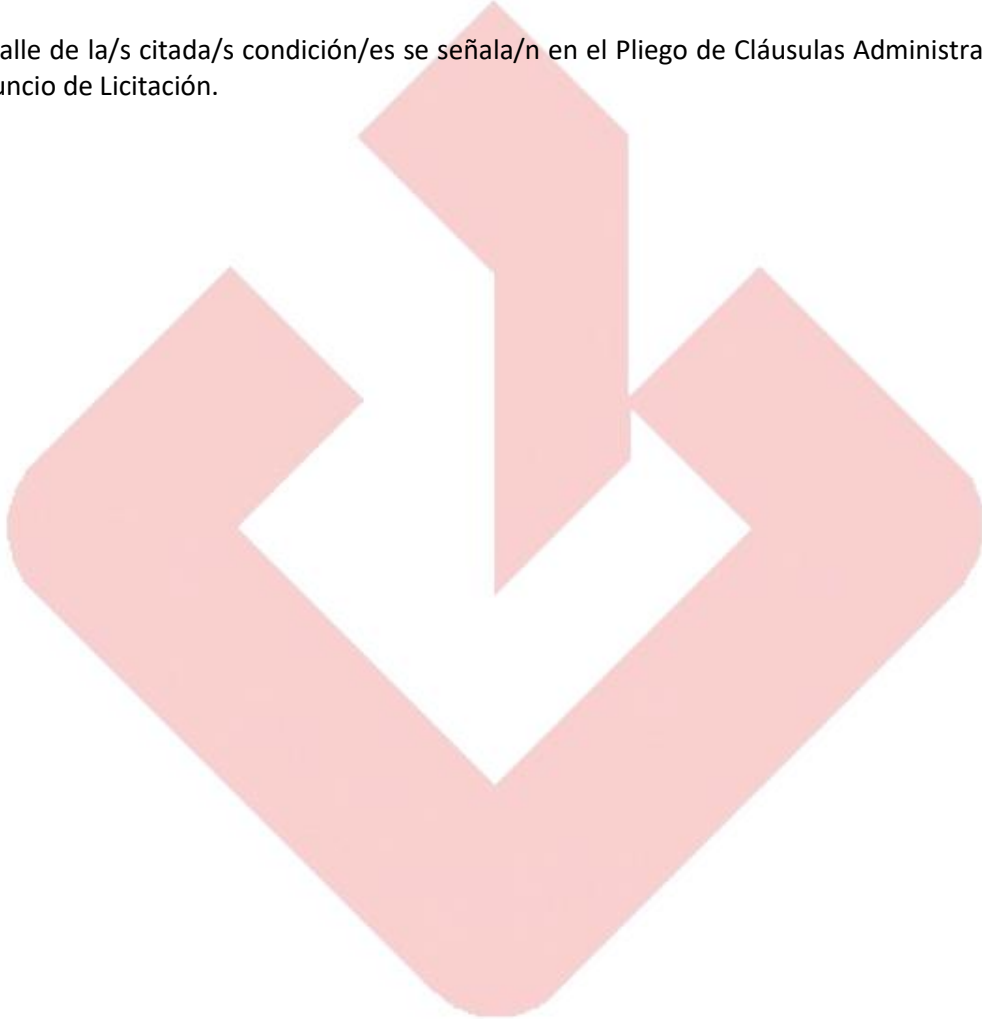 alle de la/s citada/s condición/es se señala/n en el Pliego de Cláusulas Administra
uncio de Licitación.